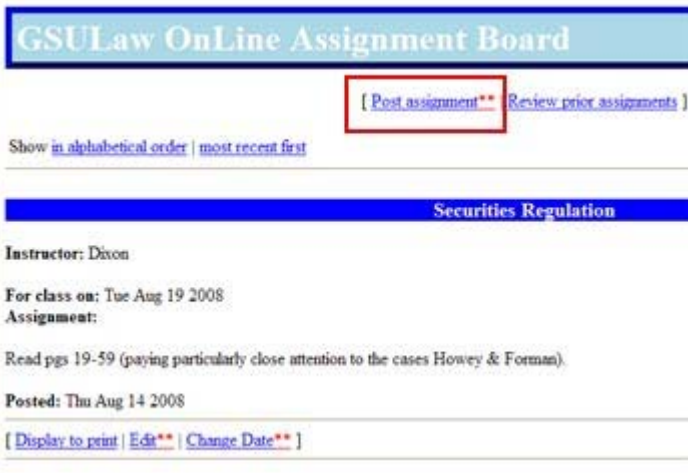 GSULaw OnLine Assignment Board
[ Post assignment** | Review prior assignments ]
Show in alphabetical order | most recent first
Securities Regulation
Instructor: Dixon
For class on: Tue Aug 19 2008
Assignment:
Read pgs 19-59 (paying particularly close attention to the cases Howey & Forman).
Posted: Thu Aug 14 2008
[ Display to print | Edit** | Change Date** ]